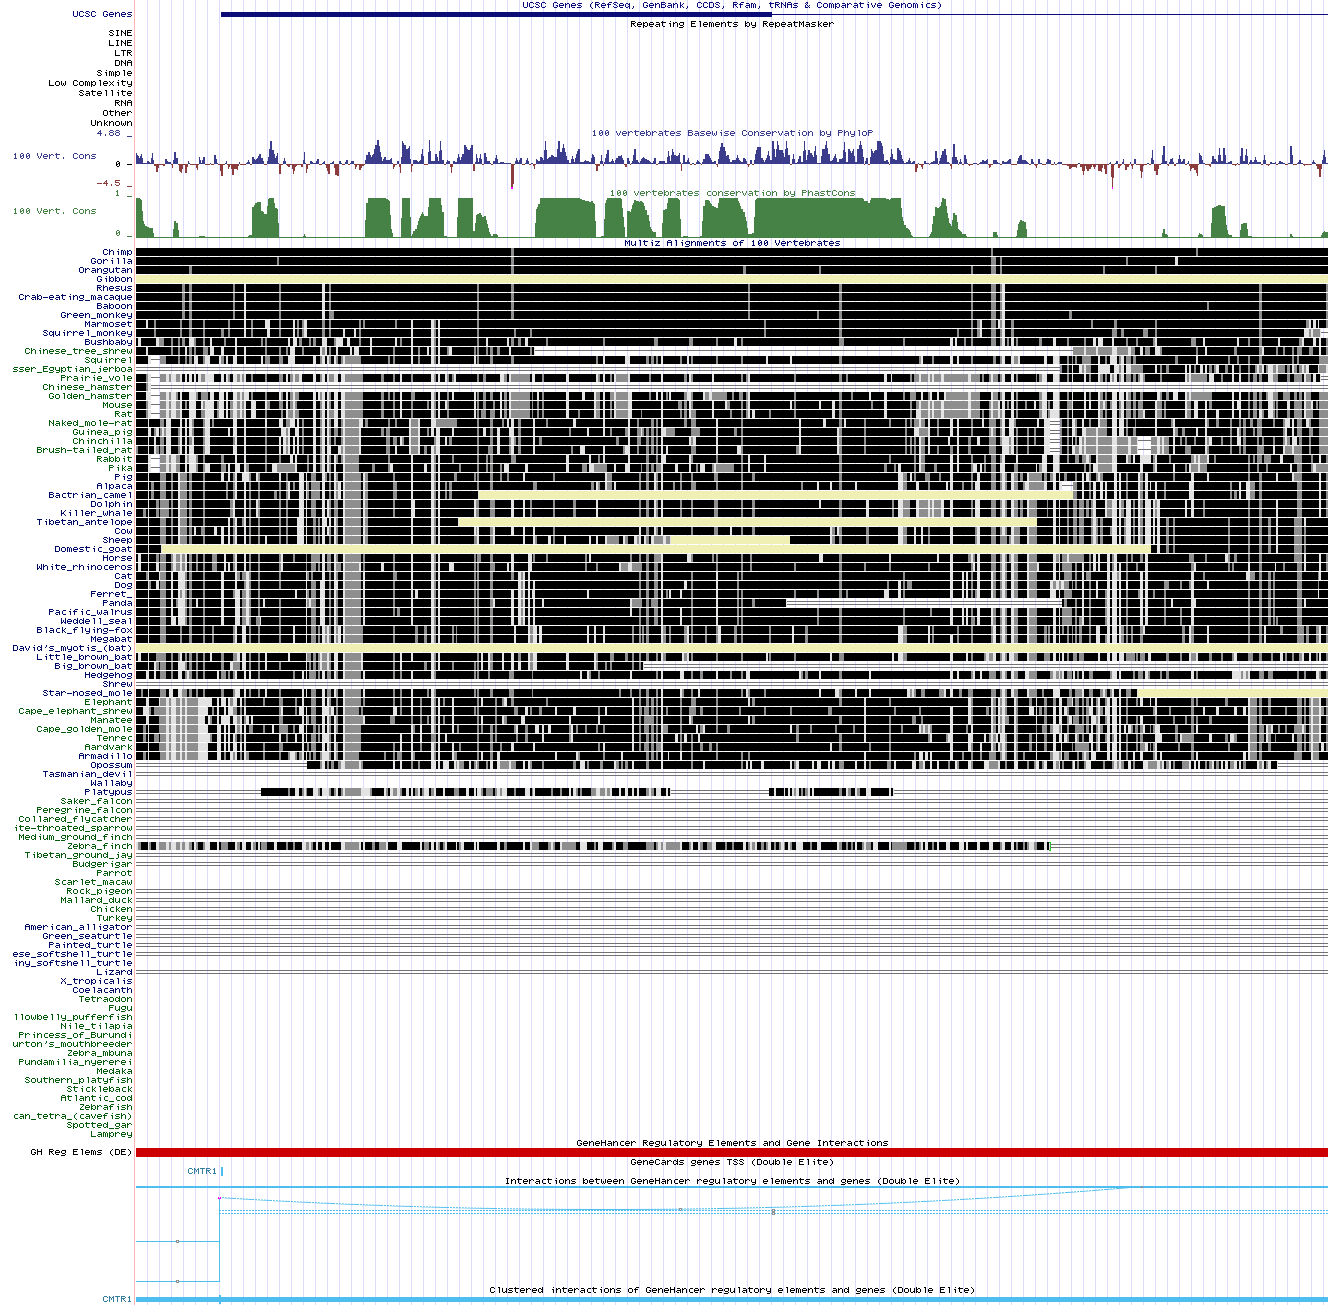 UCSC Genes (RefSeq, GenBank, CCDS, Rfam, tRNAs & Comparative Genomics)
UCSC Genes
Repeating Elements by RepeatMasker
SINE
LINE
LTR
DNA
Simple
Low Complexity
Satellite
RNA
Other
Unknown
100 vertebrates Basewise Conservation by PhyloP
4.88 _
100 Vert. Cons
0 _
-4.5 _
100 vertebrates conservation by PhastCons
1 _
100 Vert. Cons
0 _
Multiz Alignments of 100 Vertebrates
Chimp
Gorilla
Orangutan
Gibbon
Rhesus
Crab-eating_macaque
Baboon
Green_monkey
Marmoset
Squirrel_monkey
Bushbaby
Chinese_tree_shrew
Squirrel
sser_Egyptian_jerboa
Prairie_vole
Chinese_hamster
Golden_hamster
Mouse
Rat
Naked_mole-rat
Guinea_pig
Chinchilla
Brush-tailed_rat
Rabbit
Pika
Pig
Alpaca
Bactrian_camel
Dolphin
Killer_whale
Tibetan_antelope
Cow
Sheep
Domestic_goat
Horse
White_rhinoceros
Cat
Dog
Ferret_
Panda
Pacific_walrus
Weddell_seal
Black_flying-fox
Megabat
David's_myotis_(bat)
Little_brown_bat
Big_brown_bat
Hedgehog
Shrew
Star-nosed_mole
Elephant
Cape_elephant_shrew
Manatee
Cape_golden_mole
Tenrec
Aardvark
Armadillo
Opossum
Tasmanian_devil
Wallaby
Platypus
Saker_falcon
Peregrine_falcon
Collared_flycatcher
ite-throated_sparrow
Medium_ground_finch
Zebra_finch
Tibetan_ground_jay
Budgerigar
Parrot
Scarlet_macaw
Rock_pigeon
Mallard_duck
Chicken
Turkey
American_alligator
Green_seaturtle
Painted_turtle
ese_softshell_turtle
iny_softshell_turtle
Lizard
X_tropicalis
Coelacanth
Tetraodon
Fugu
llowbelly_pufferfish
Nile_tilapia
Princess_of_Burundi
urton's_mouthbreeder
Zebra_mbuna
Pundamilia_nyererei
Medaka
Southern_platyfish
Stickleback
Atlantic_cod
Zebrafish
can_tetra_(cavefish)
Spotted_gar
Lamprey
GeneHancer Regulatory Elements and Gene Interactions
GH Reg Elems (DE)
GeneCards genes TSS (Double Elite)
CMTR1
Interactions between GeneHancer regulatory elements and genes (Double Elite)
Clustered interactions of GeneHancer regulatory elements and genes (Double Elite)
CMTR1